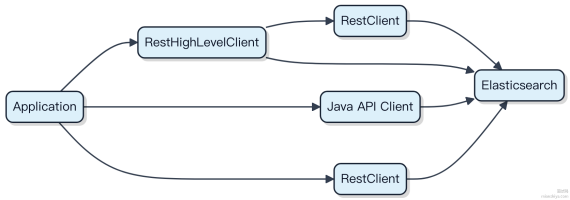 RestClient
RestHighLevelClient
Elasticsearch
Application
Java API Client
RestClient